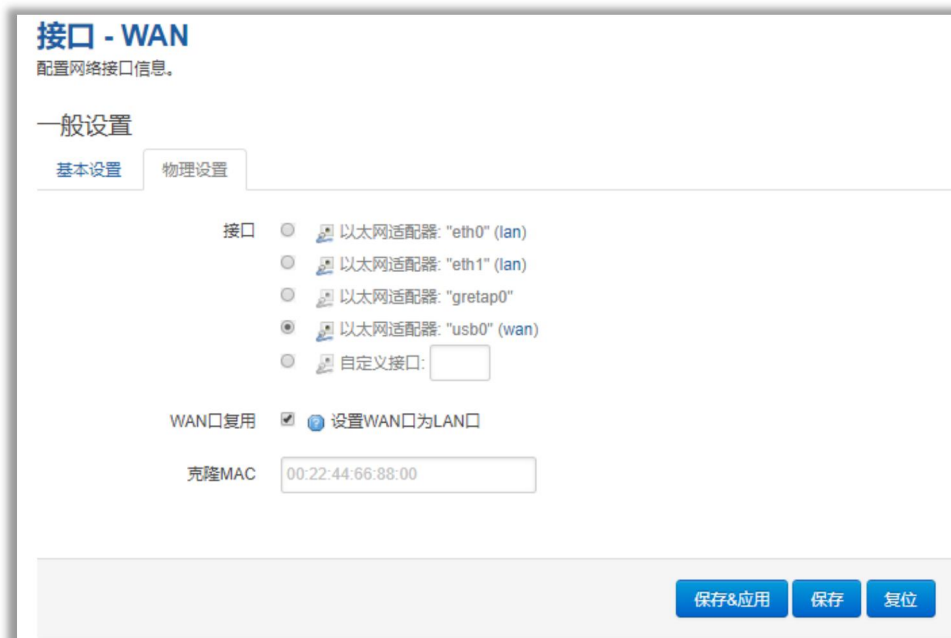 接口 - WAN
配置网络接口信息。
一般设置
基本设置 物理设置
接口 以太网适配器: "eth0" (lan)
以太网适配器: "eth1" (lan)
以太网适配器: "gretap0"
以太网适配器: "usb0" (wan)
自定义接口:
WAN口复用 设置WAN口为LAN口
克隆MAC 00:22:44:66:88:00
保存&应用 保存 复位